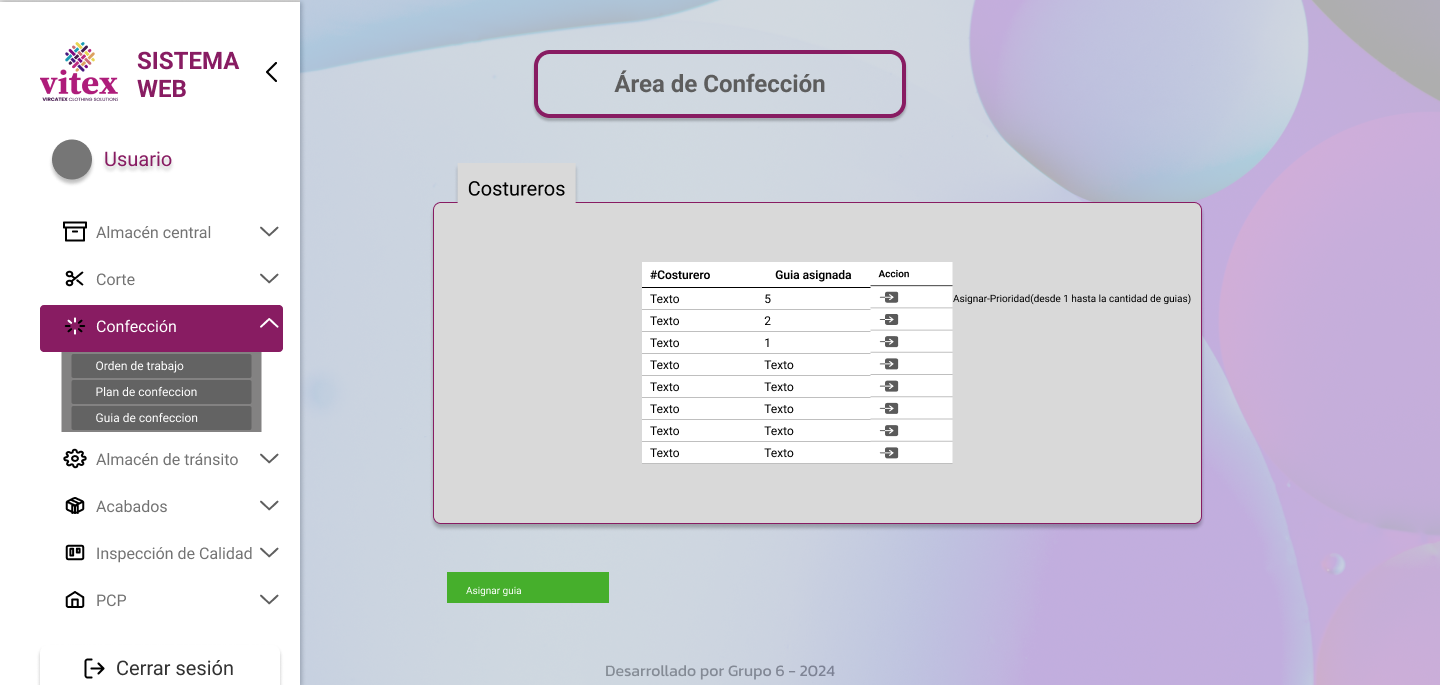 vitex
VIRCATEX CLOTHING SOLUTIONS
SISTEMA
WEB
Usuario
Almacén central
Corte
Confección
Orden de trabajo
Plan de confeccion
Guia de confeccion
Almacén de tránsito
Acabados
Inspección de Calidad
PCP
Cerrar sesión
Área de Confección
Costureros
#Costurero Guia asignada Accion
Texto 5 Asignar-Prioridad(desde 1 hasta la cantidad de guias)
Texto 2
Texto 1
Texto Texto
Texto Texto
Texto Texto
Texto Texto
Texto Texto
Asignar guia
Desarrollado por Grupo 6 - 2024